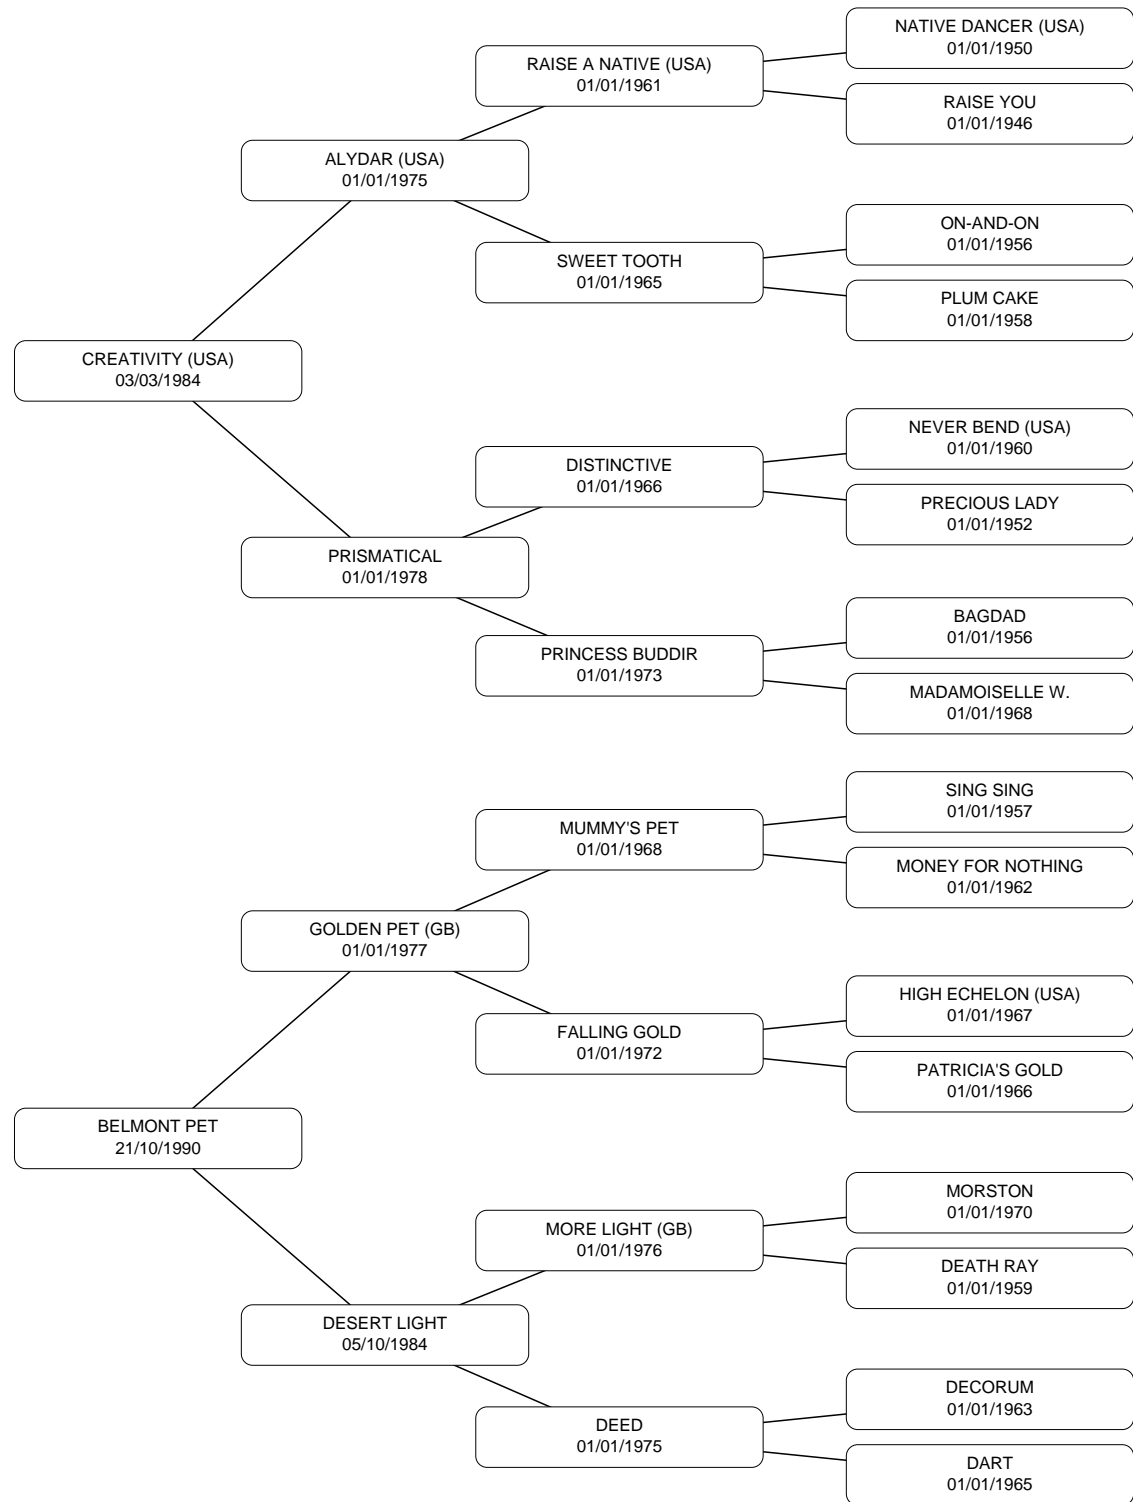 NATIVE DANCER (USA)
01/01/1950
RAISE A NATIVE (USA)
01/01/1961
RAISE YOU
01/01/1946
ALYDAR (USA)
01/01/1975
ON-AND-ON
01/01/1956
SWEET TOOTH
01/01/1965
PLUM CAKE
01/01/1958
CREATIVITY (USA)
03/03/1984
NEVER BEND (USA)
01/01/1960
DISTINCTIVE
01/01/1966
PRECIOUS LADY
01/01/1952
PRISMATICAL
01/01/1978
BAGDAD
01/01/1956
PRINCESS BUDDIR
01/01/1973
MADAMOISELLE W.
01/01/1968
SING SING
01/01/1957
MUMMY'S PET
01/01/1968
MONEY FOR NOTHING
01/01/1962
GOLDEN PET (GB)
01/01/1977
HIGH ECHELON (USA)
01/01/1967
FALLING GOLD
01/01/1972
PATRICIA'S GOLD
01/01/1966
BELMONT PET
21/10/1990
MORSTON
01/01/1970
MORE LIGHT (GB)
01/01/1976
DEATH RAY
01/01/1959
DESERT LIGHT
05/10/1984
DECORUM
01/01/1963
DEED
01/01/1975
DART
01/01/1965